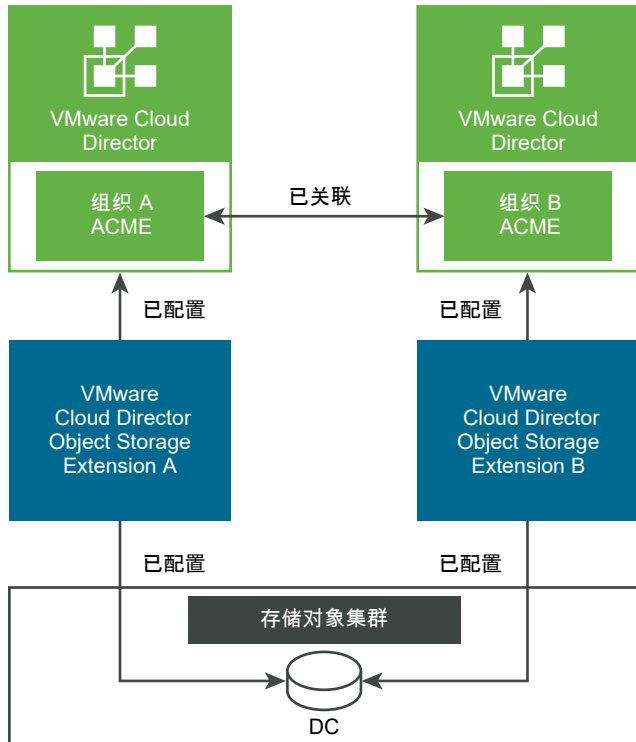 VMware Cloud
Director
VMware Cloud
Director
组织 A
ACME
已关联
组织 B
ACME
已配置
已配置
VMware
Cloud Director
Object Storage
Extension A
VMware
Cloud Director
Object Storage
Extension B
已配置
已配置
存储对象集群
DC